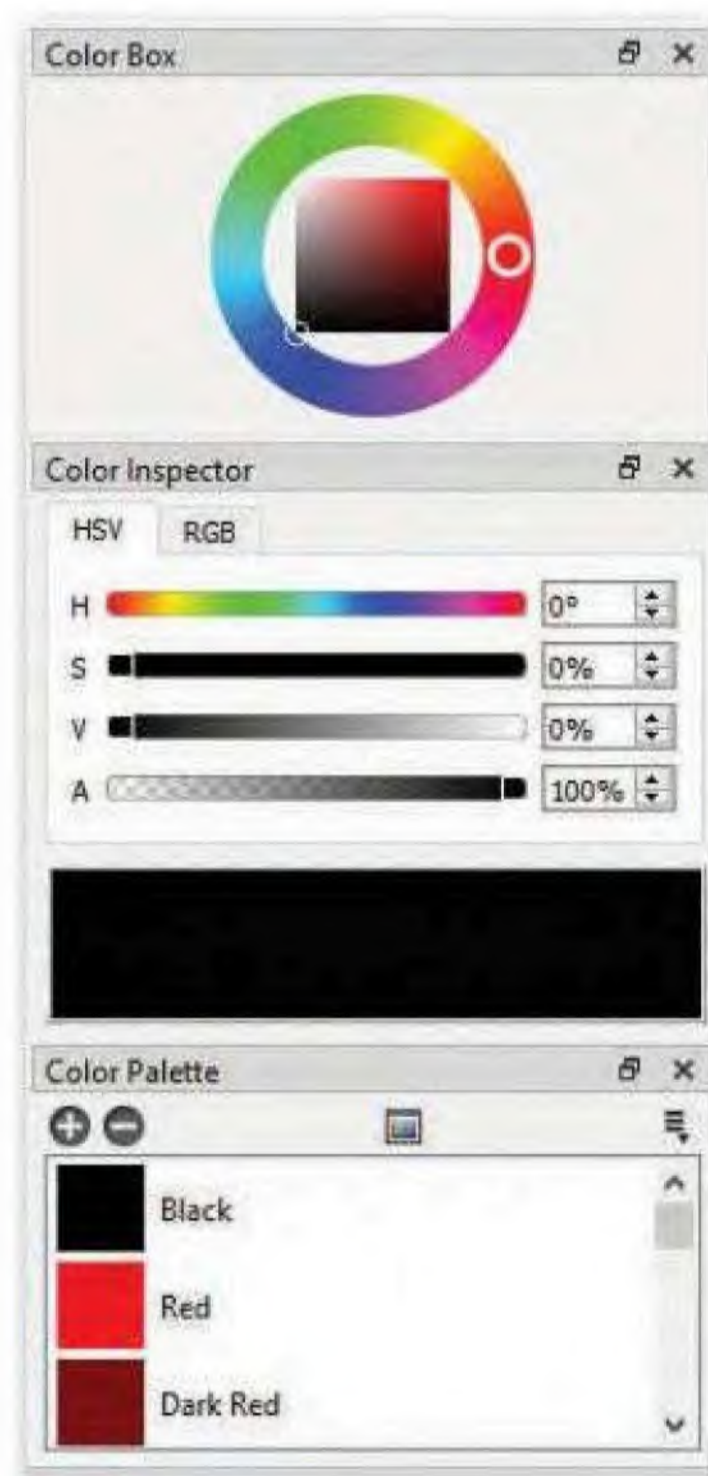 Color Box
Color Inspector
HSV RGB
H 0°
S 0%
V 0%
A 100%
Color Palette
Black
Red
Dark Red